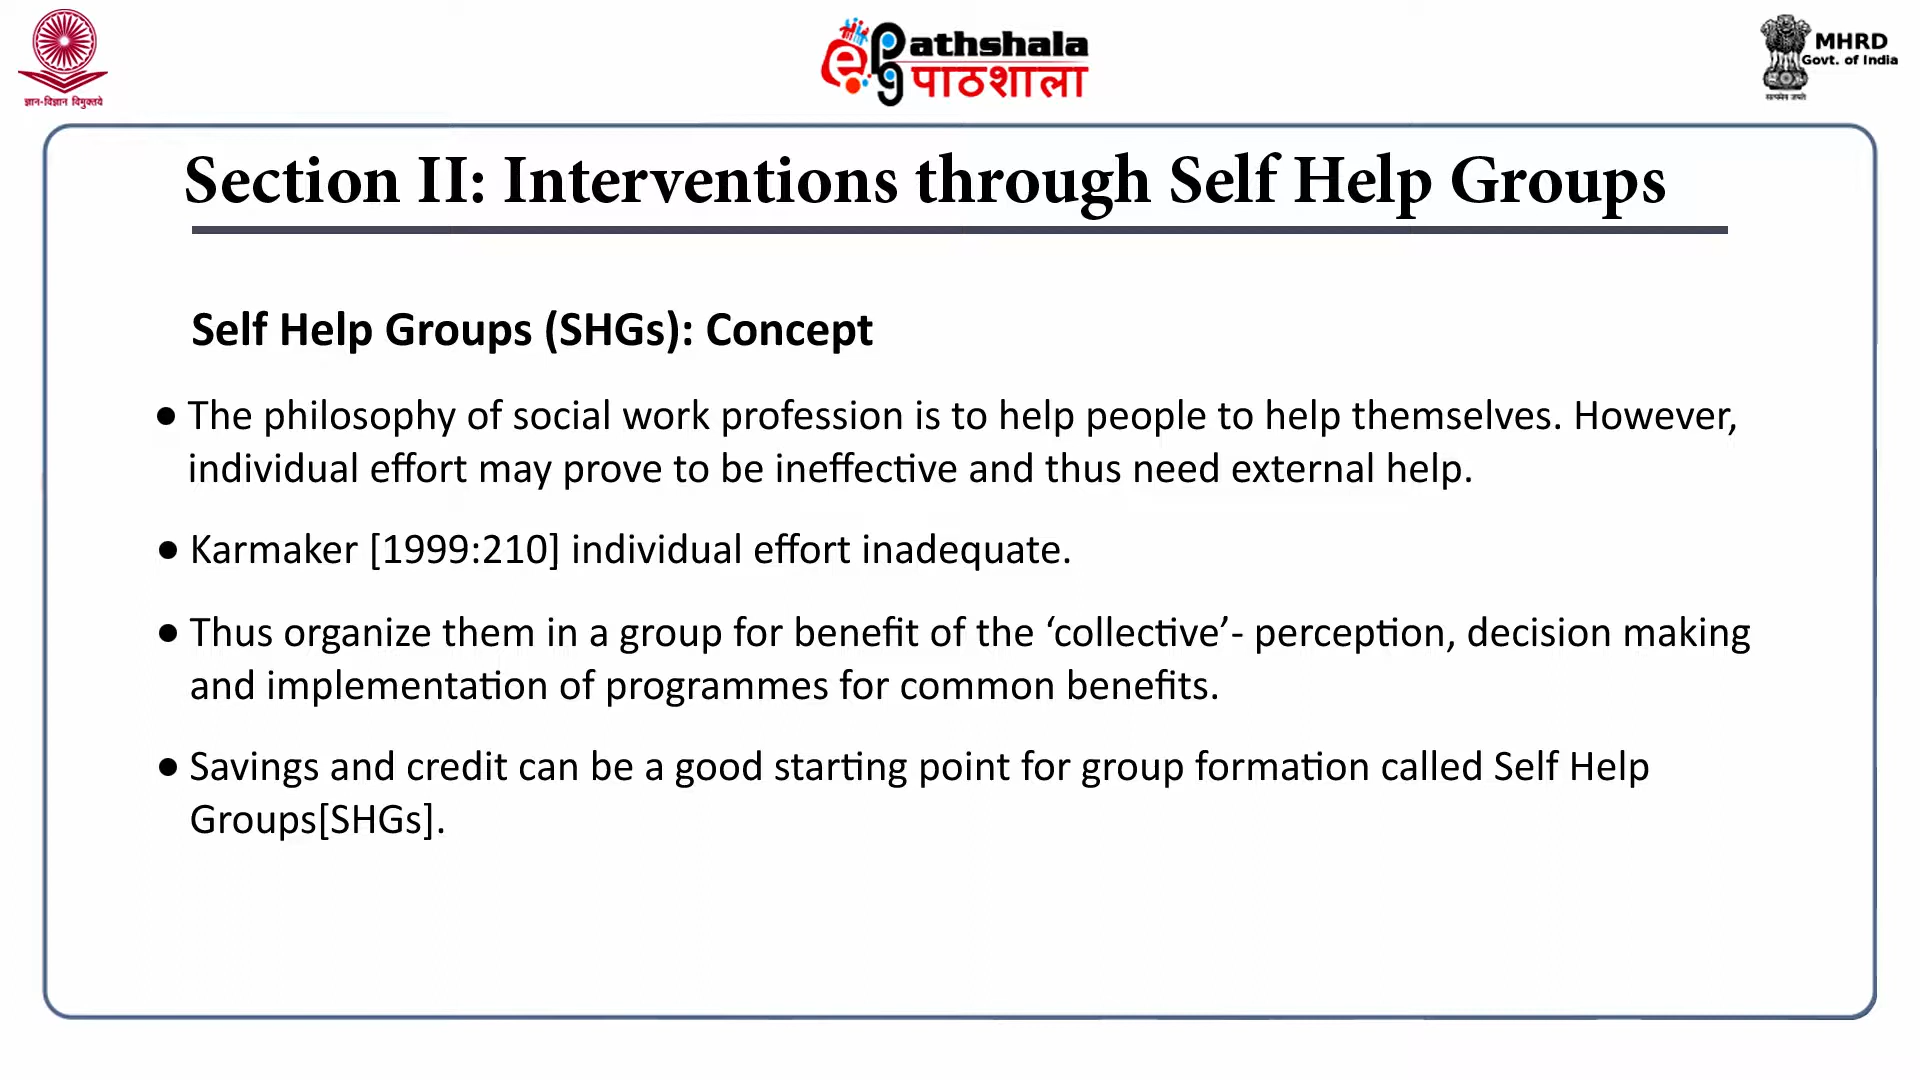 ज्ञान-विज्ञान विमुक्तये
ePg Pathshala
पाठशाला
MHRD
Govt. of India
सत्यमेव जयते
Section II: Interventions through Self Help Groups
Self Help Groups (SHGs): Concept
● The philosophy of social work profession is to help people to help themselves. However,
individual effort may prove to be ineffective and thus need external help.
● Karmaker [1999:210] individual effort inadequate.
● Thus organize them in a group for benefit of the ‘collective’- perception, decision making
and implementation of programmes for common benefits.
● Savings and credit can be a good starting point for group formation called Self Help
Groups[SHGs].